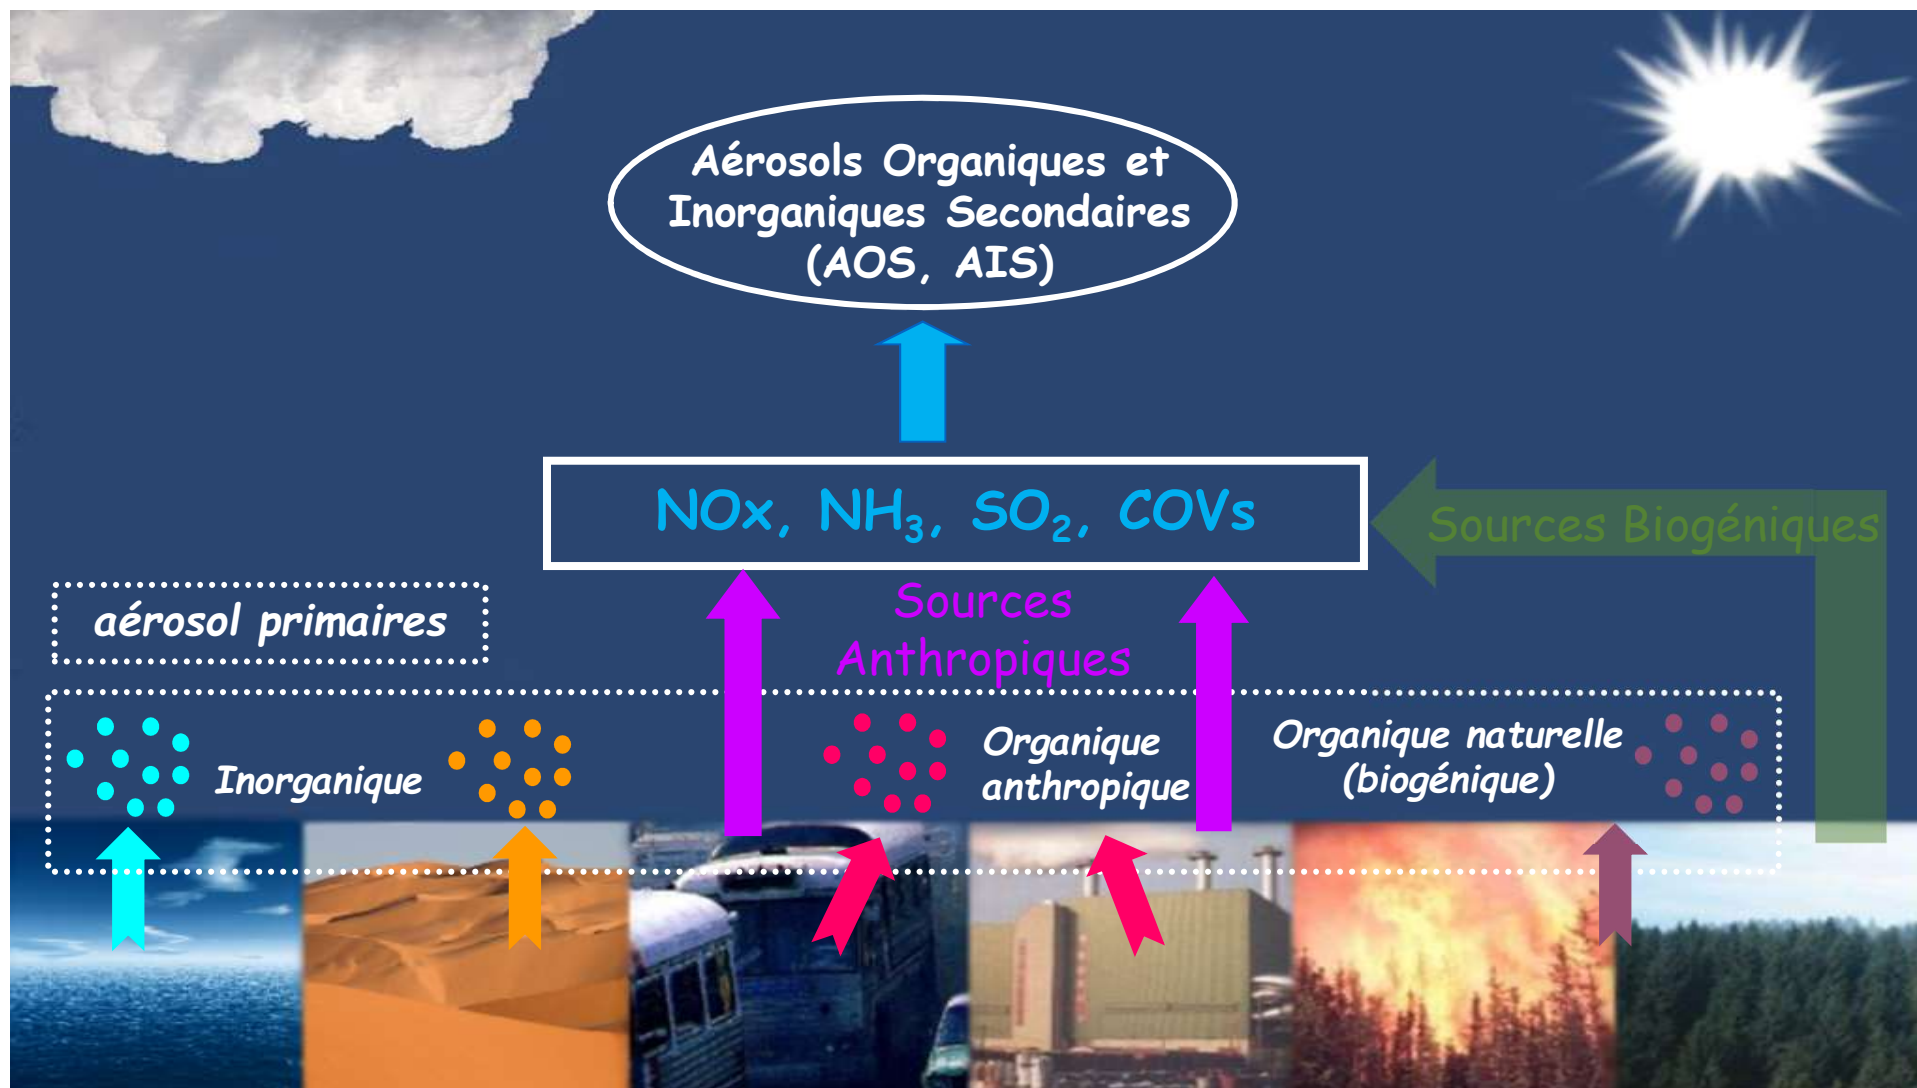 Aérosols Organiques et
Inorganiques Secondaires
(AOS, AIS)
NOx, NH₃, SO₂, COVs
Sources Biogéniques
Sources
Anthropiques
aérosol primaires
Inorganique
Organique
anthropique
Organique naturelle
(biogénique)